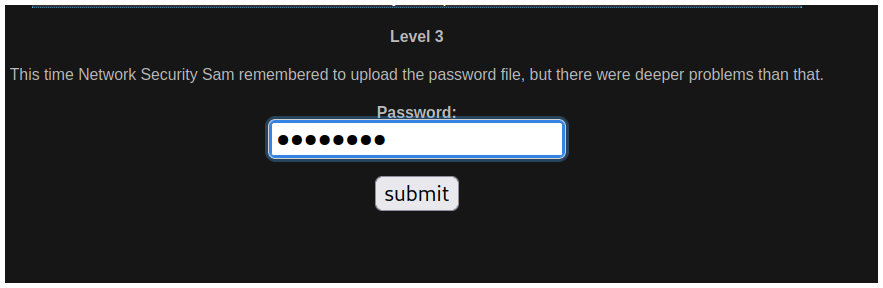 Level 3
This time Network Security Sam remembered to upload the password file, but there were deeper problems than that.
Password:
••••••••
submit